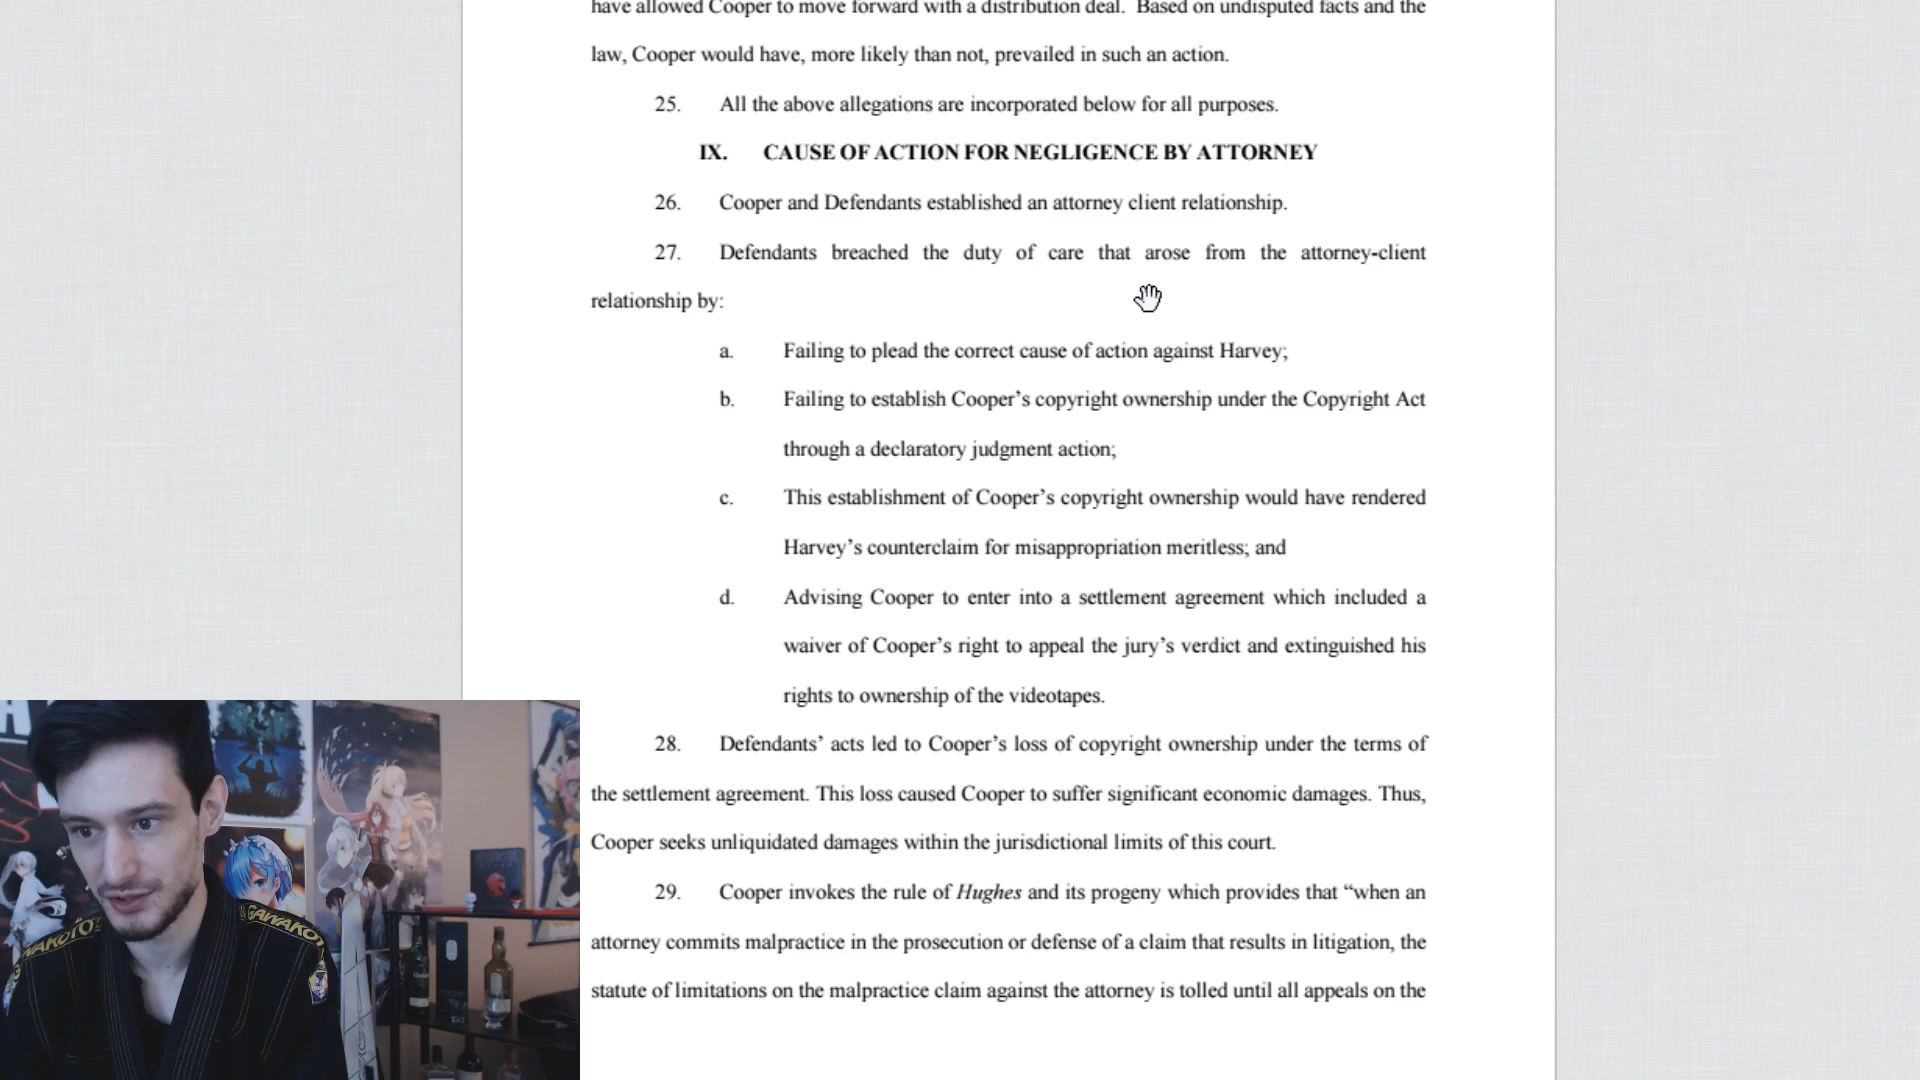 have allowed Cooper to move forward with a distribution deal. Based on undisputed facts and the
law, Cooper would have, more likely than not, prevailed in such an action.
25. All the above allegations are incorporated below for all purposes.
IX. CAUSE OF ACTION FOR NEGLIGENCE BY ATTORNEY
26. Cooper and Defendants established an attorney client relationship.
27. Defendants breached the duty of care that arose from the attorney-client
relationship by:
a. Failing to plead the correct cause of action against Harvey;
b. Failing to establish Cooper’s copyright ownership under the Copyright Act
through a declaratory judgment action;
c. This establishment of Cooper’s copyright ownership would have rendered
Harvey’s counterclaim for misappropriation meritless; and
d. Advising Cooper to enter into a settlement agreement which included a
waiver of Cooper’s right to appeal the jury’s verdict and extinguished his
rights to ownership of the videotapes.
28. Defendants’ acts led to Cooper’s loss of copyright ownership under the terms of
the settlement agreement. This loss caused Cooper to suffer significant economic damages. Thus,
Cooper seeks unliquidated damages within the jurisdictional limits of this court.
29. Cooper invokes the rule of Hughes and its progeny which provides that “when an
attorney commits malpractice in the prosecution or defense of a claim that results in litigation, the
statute of limitations on the malpractice claim against the attorney is tolled until all appeals on the